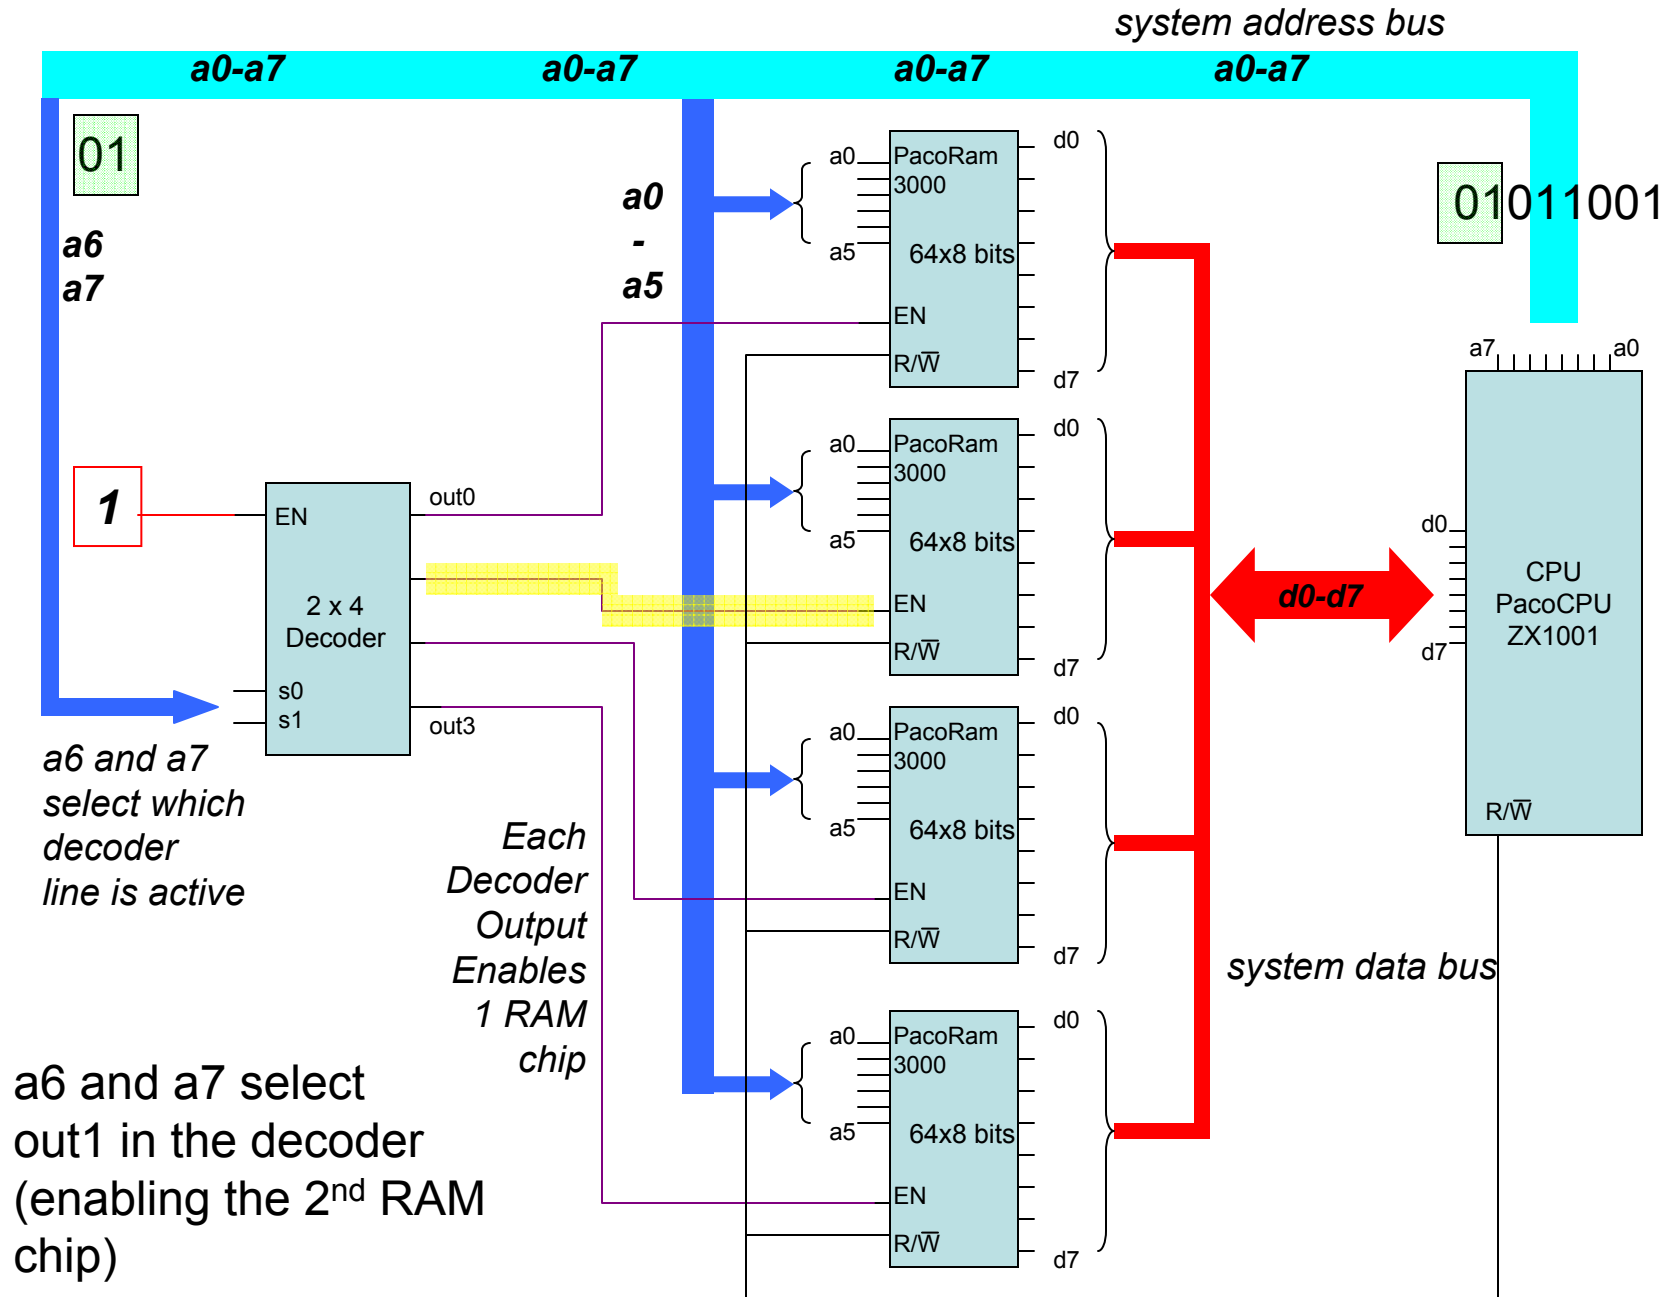 system address bus
a0-a7 a0-a7 a0-a7 a0-a7
01
a6
a7
a0
-
a5
01011001
a0
a5
PacoRam
3000
64x8 bits
EN
R/W̅
d0
d7
a7 a0
1
EN
2 x 4
Decoder
s0
s1
out0
out3
a0
a5
PacoRam
3000
64x8 bits
EN
R/W̅
d0
d7
d0-d7
d0
d7
CPU
PacoCPU
ZX1001
R/W̅
a6 and a7
select which
decoder
line is active
Each
Decoder
Output
Enables
1 RAM
chip
a0
a5
PacoRam
3000
64x8 bits
EN
R/W̅
d0
d7
system data bus
a0
a5
PacoRam
3000
64x8 bits
EN
R/W̅
d0
d7
a6 and a7 select
out1 in the decoder
(enabling the 2nd RAM
chip)